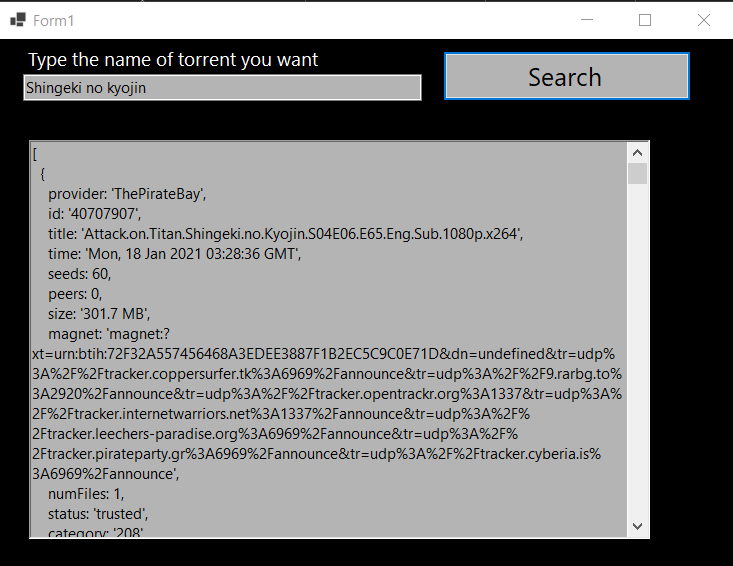 Form1
Type the name of torrent you want
Shingeki no kyojin
Search
[
{
provider: 'ThePirateBay',
id: '40707907',
title: 'Attack.on.Titan.Shingeki.no.Kyojin.S04E06.E65.Eng.Sub.1080p.x264',
time: 'Mon, 18 Jan 2021 03:28:36 GMT',
seeds: 60,
peers: 0,
size: '301.7 MB',
magnet: 'magnet:?
xt=urn:btih:72F32A557456468A3EDEE3887F1B2EC5C9C0E71D&dn=undefined&tr=udp%
3A%2F%2Ftracker.coppersurfer.tk%3A6969%2Fannounce&tr=udp%3A%2F%2F9.rarbg.to%
3A2920%2Fannounce&tr=udp%3A%2F%2Ftracker.opentrackr.org%3A1337&tr=udp%3A%
2F%2Ftracker.internetwarriors.net%3A1337%2Fannounce&tr=udp%3A%2F%
2Ftracker.leechers-paradise.org%3A6969%2Fannounce&tr=udp%3A%2F%
2Ftracker.pirateparty.gr%3A6969%2Fannounce&tr=udp%3A%2F%2Ftracker.cyberia.is%
3A6969%2Fannounce',
numFiles: 1,
status: 'trusted',
category: '208'